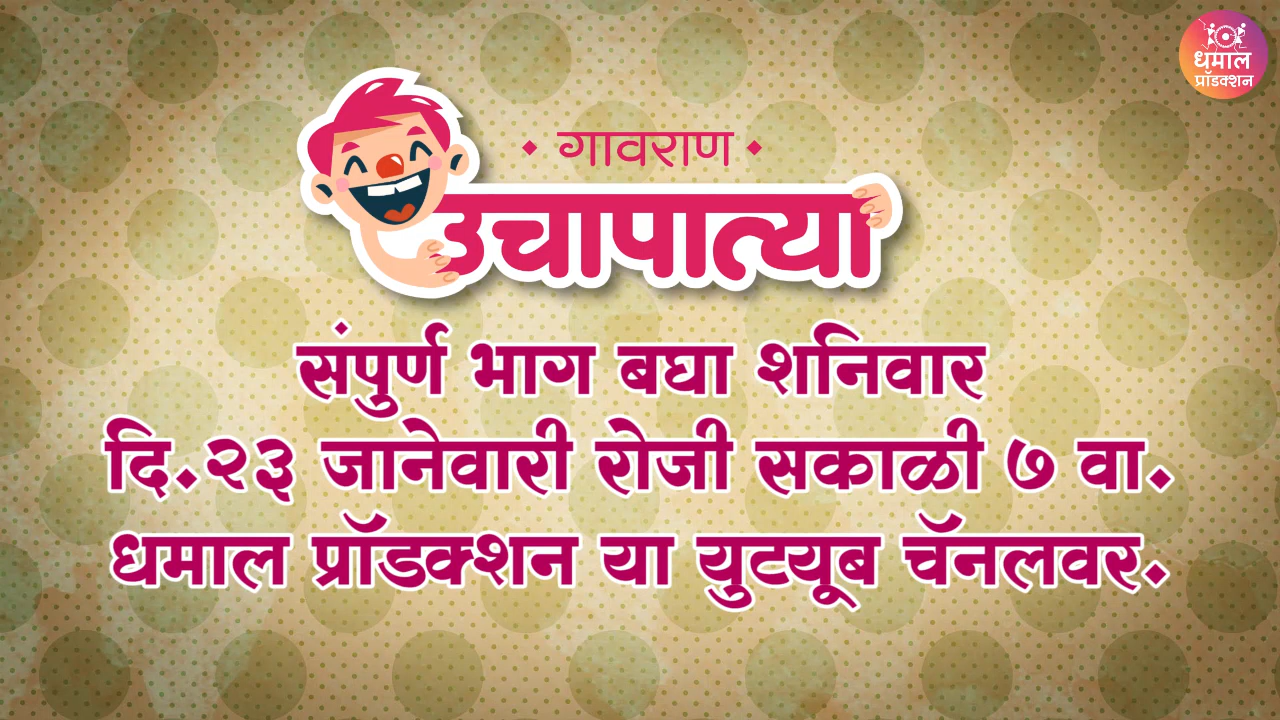 धमाल
प्रॉडक्शन
गावराण
उचापात्या
संपुर्ण भाग बघा शनिवार
दि.२३ जानेवारी रोजी सकाळी ७ वा.
धमाल प्रॉडक्शन या युटयूब चॅनलवर.